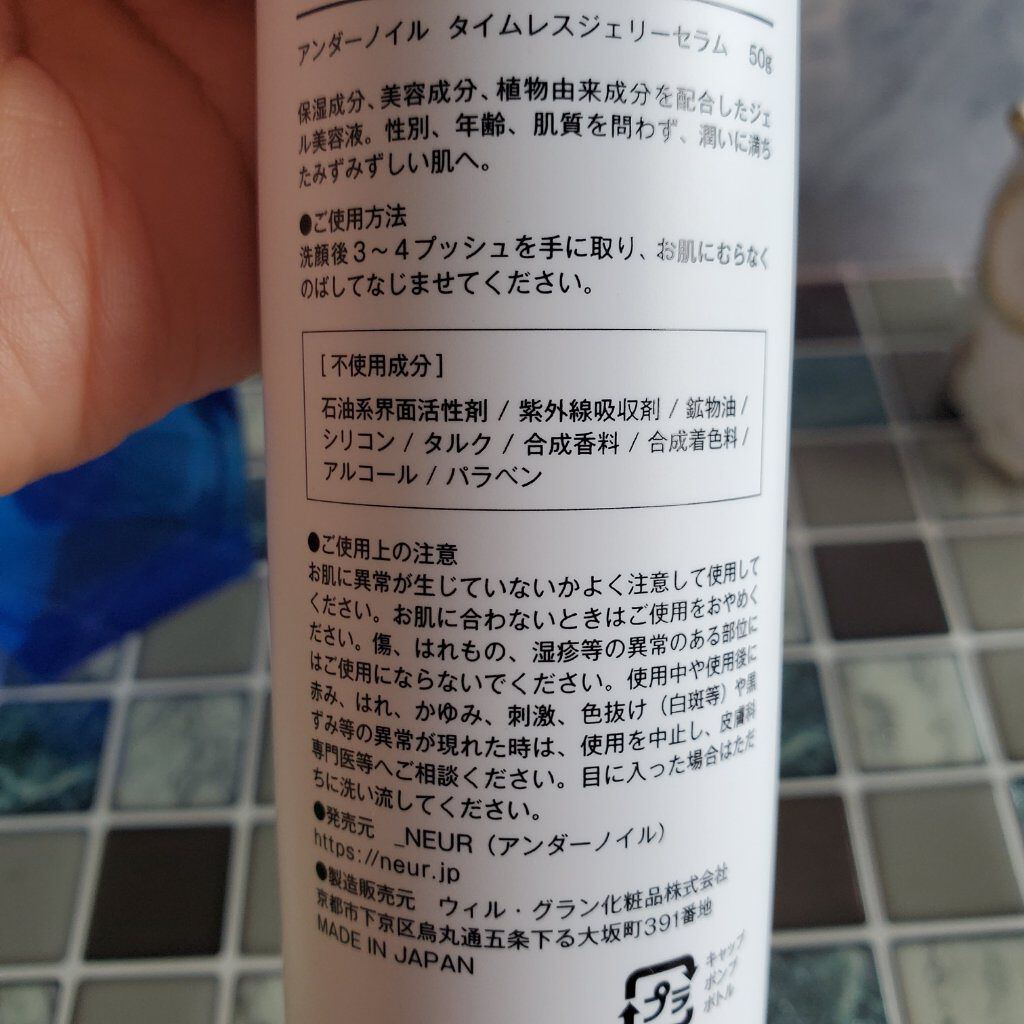 アンダーノイル タイムレスジェリーセラム 50g
保湿成分、美容成分、植物由来成分を配合したジェ
ル美容液。性別、年齢、肌質を問わず、潤いに満ち
たみずみずしい肌へ。
●ご使用方法
洗顔後3～4プッシュを手に取り、お肌にむらなく
のばしてなじませてください。
[不使用成分]
石油系界面活性剤 / 紫外線吸収剤 / 鉱物油 /
シリコン / タルク / 合成香料 / 合成着色料 /
アルコール / パラベン
●ご使用上の注意
お肌に異常が生じていないかよく注意して使用して
ください。お肌に合わないときはご使用をおやめく
ださい。傷、はれもの、湿疹等の異常のある部位に
はご使用にならないでください。使用中や使用後に
赤み、はれ、かゆみ、刺激、色抜け（白斑等）や黒
ずみ等の異常が現れた時は、使用を中止し、皮膚科
専門医等へご相談ください。目に入った場合はただ
ちに洗い流してください。
●発売元 _NEUR（アンダーノイル）
https://neur.jp
●製造販売元 ウィル・グラン化粧品株式会社
京都市下京区烏丸通五条下る大坂町391番地
MADE IN JAPAN
プラ
キャップ
ポンプ
ボトル